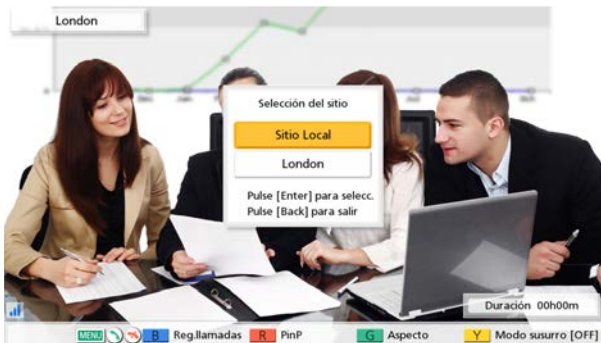 London
Selección del sitio
Sitio Local
London
Pulse [Enter] para selecc.
Pulse [Back] para salir
Duración 00h00m
MENU B Reg.llamadas R PinP G Aspecto Y Modo susurro [OFF]